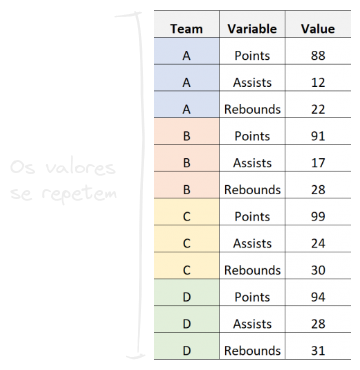 Team Variable Value
A Points 88
A Assists 12
A Rebounds 22
B Points 91
B Assists 17
B Rebounds 28
C Points 99
C Assists 24
C Rebounds 30
D Points 94
D Assists 28
D Rebounds 31
Os valores
se repetem